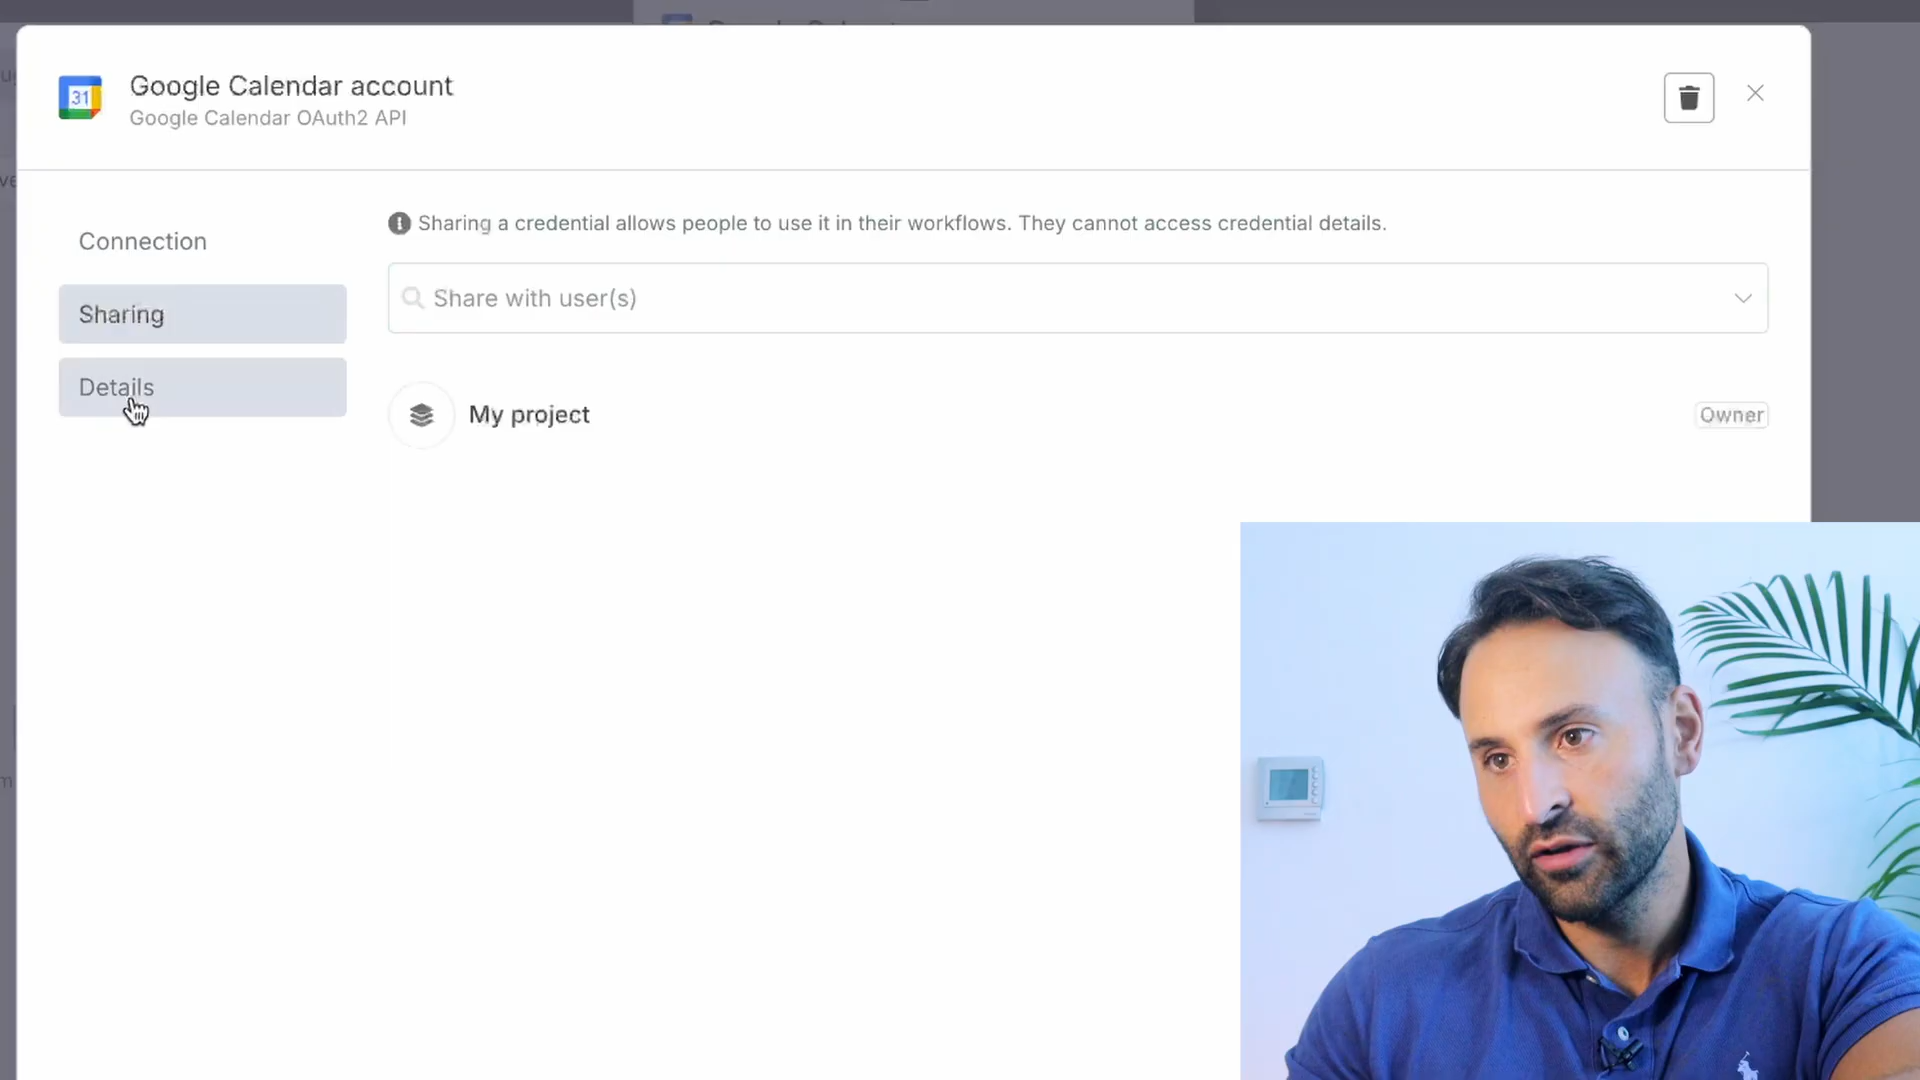 Google Calendar account
Google Calendar OAuth2 API
31
Connection
Sharing
Details
Sharing a credential allows people to use it in their workflows. They cannot access credential details.
Share with user(s)
My project
Owner